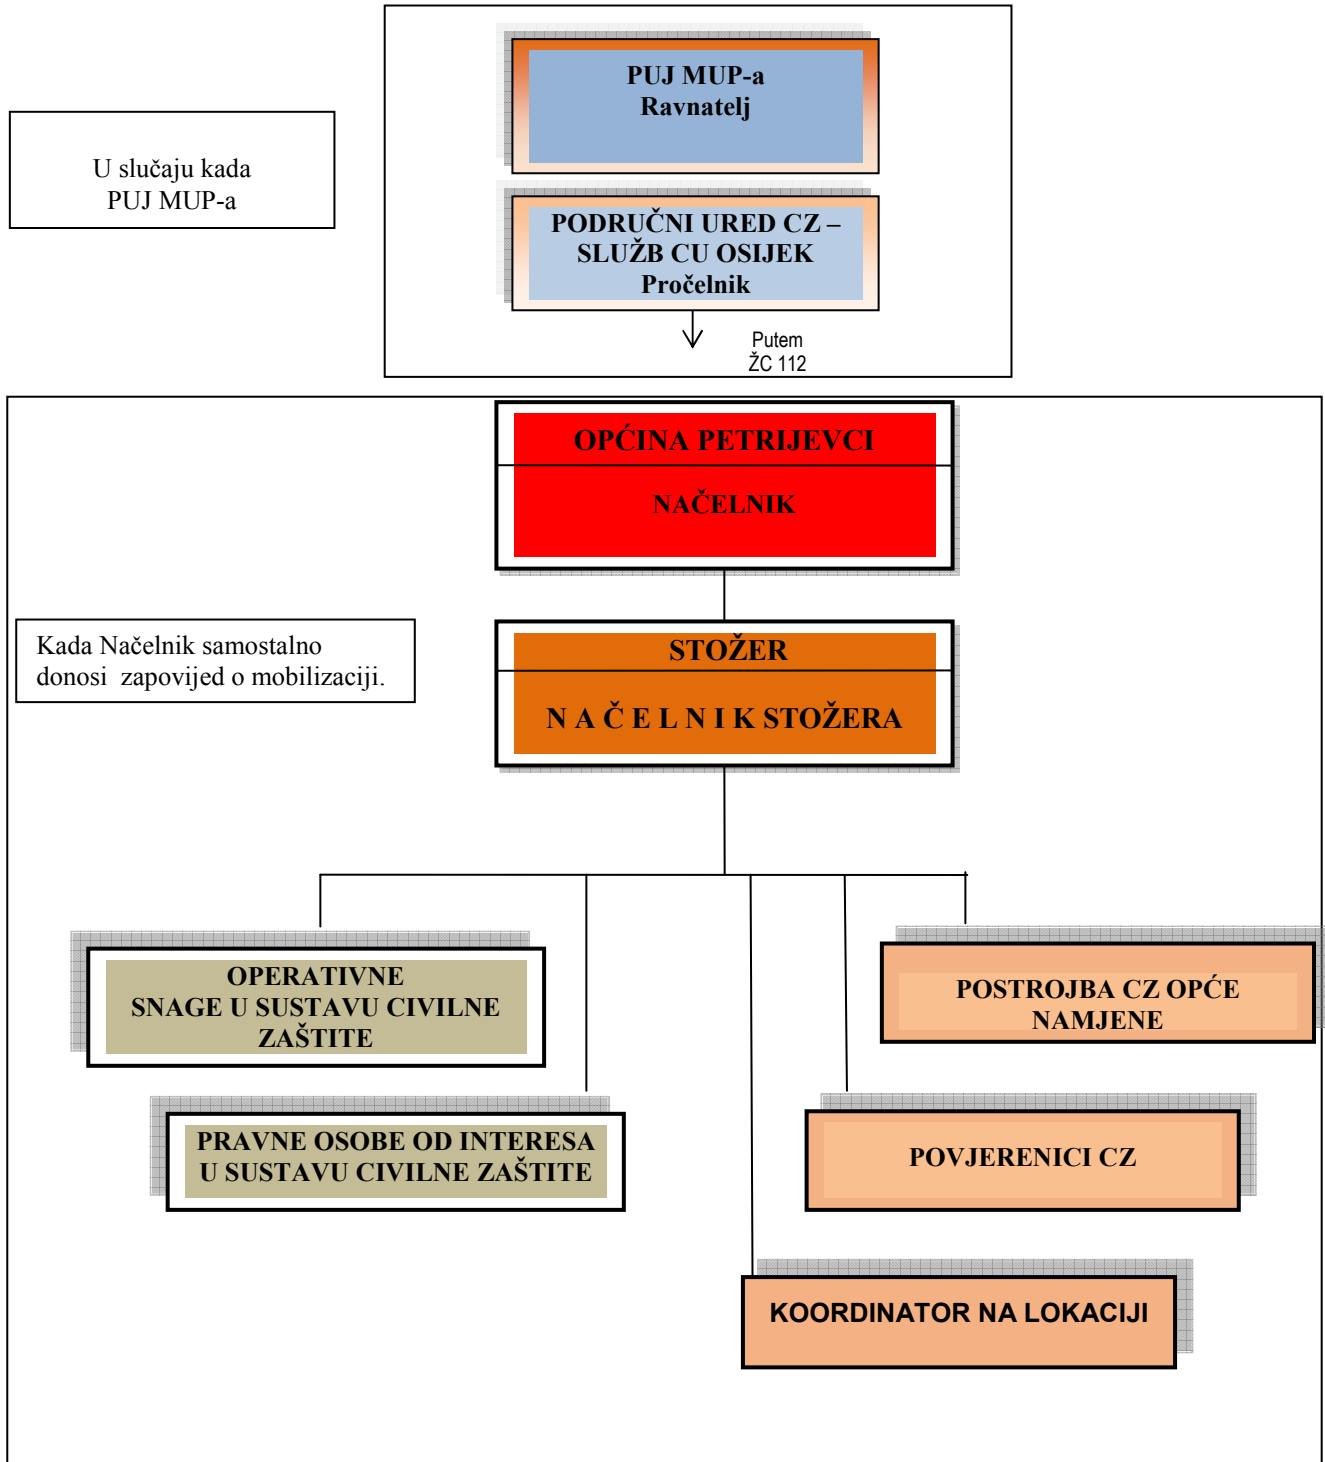 PUJ MUP-a
Ravnatelj
U slučaju kada
PUJ MUP-a
PODRUČNI URED CZ –
SLUŽB CU OSIJEK
Pročelnik
Putem
ŽC 112
OPĆINA PETRIJEVCI
NAČELNIK
Kada Načelnik samostalno
donosi  zapovijed o mobilizaciji.
STOŽER
N A Č E L N I K STOŽERA
OPERATIVNE
SNAGE U SUSTAVU CIVILNE
ZAŠTITE
POSTROJBA CZ OPĆE
NAMJENE
PRAVNE OSOBE OD INTERESA
U SUSTAVU CIVILNE ZAŠTITE
POVJERENICI CZ
KOORDINATOR NA LOKACIJI